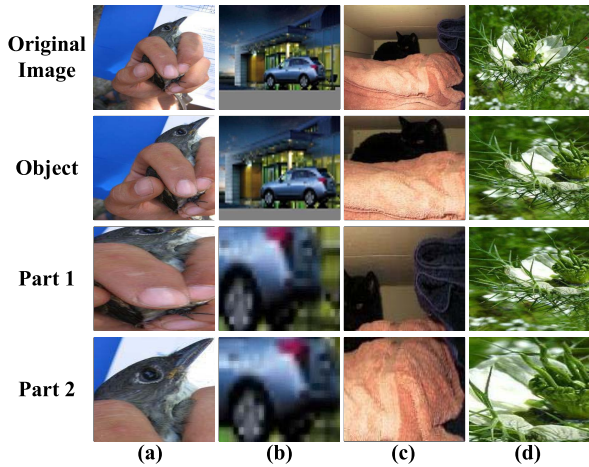 Original
Image
Object
Part 1
Part 2
(a)
(b)
(c)
(d)